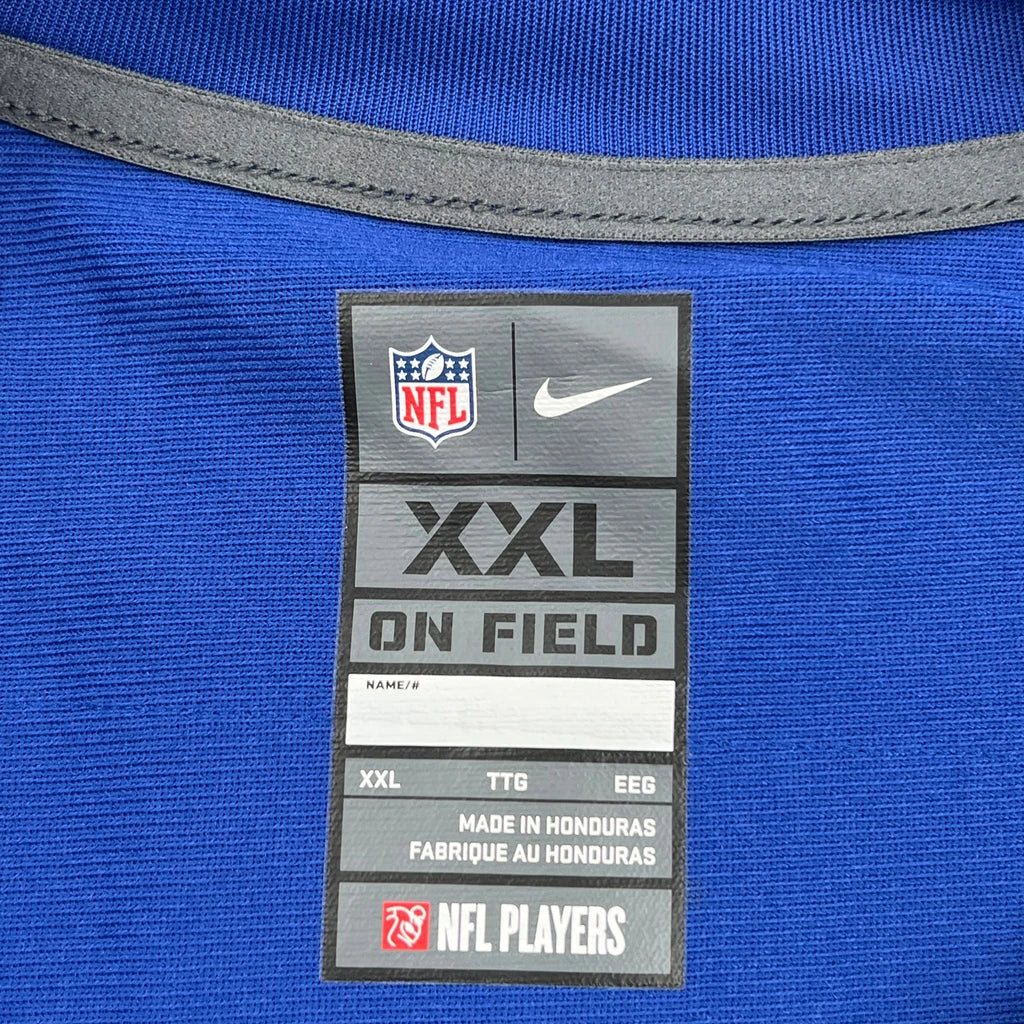 NFL
XXL
ON FIELD
NAME/#
XXL TTG EEG
MADE IN HONDURAS
FABRIQUE AU HONDURAS
NFL PLAYERS